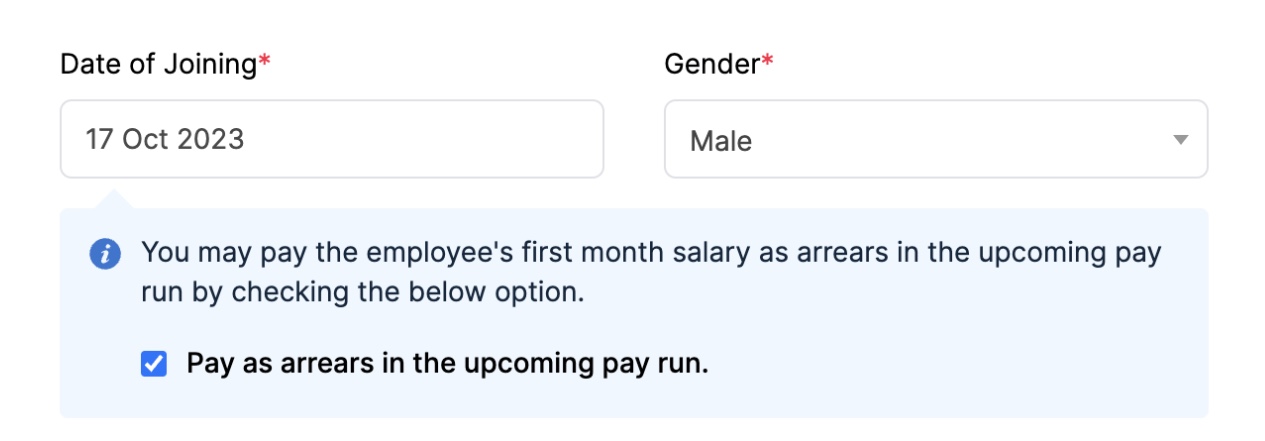 Date of Joining*
Gender*
17 Oct 2023
Male
You may pay the employee's first month salary as arrears in the upcoming pay
run by checking the below option.
Pay as arrears in the upcoming pay run.